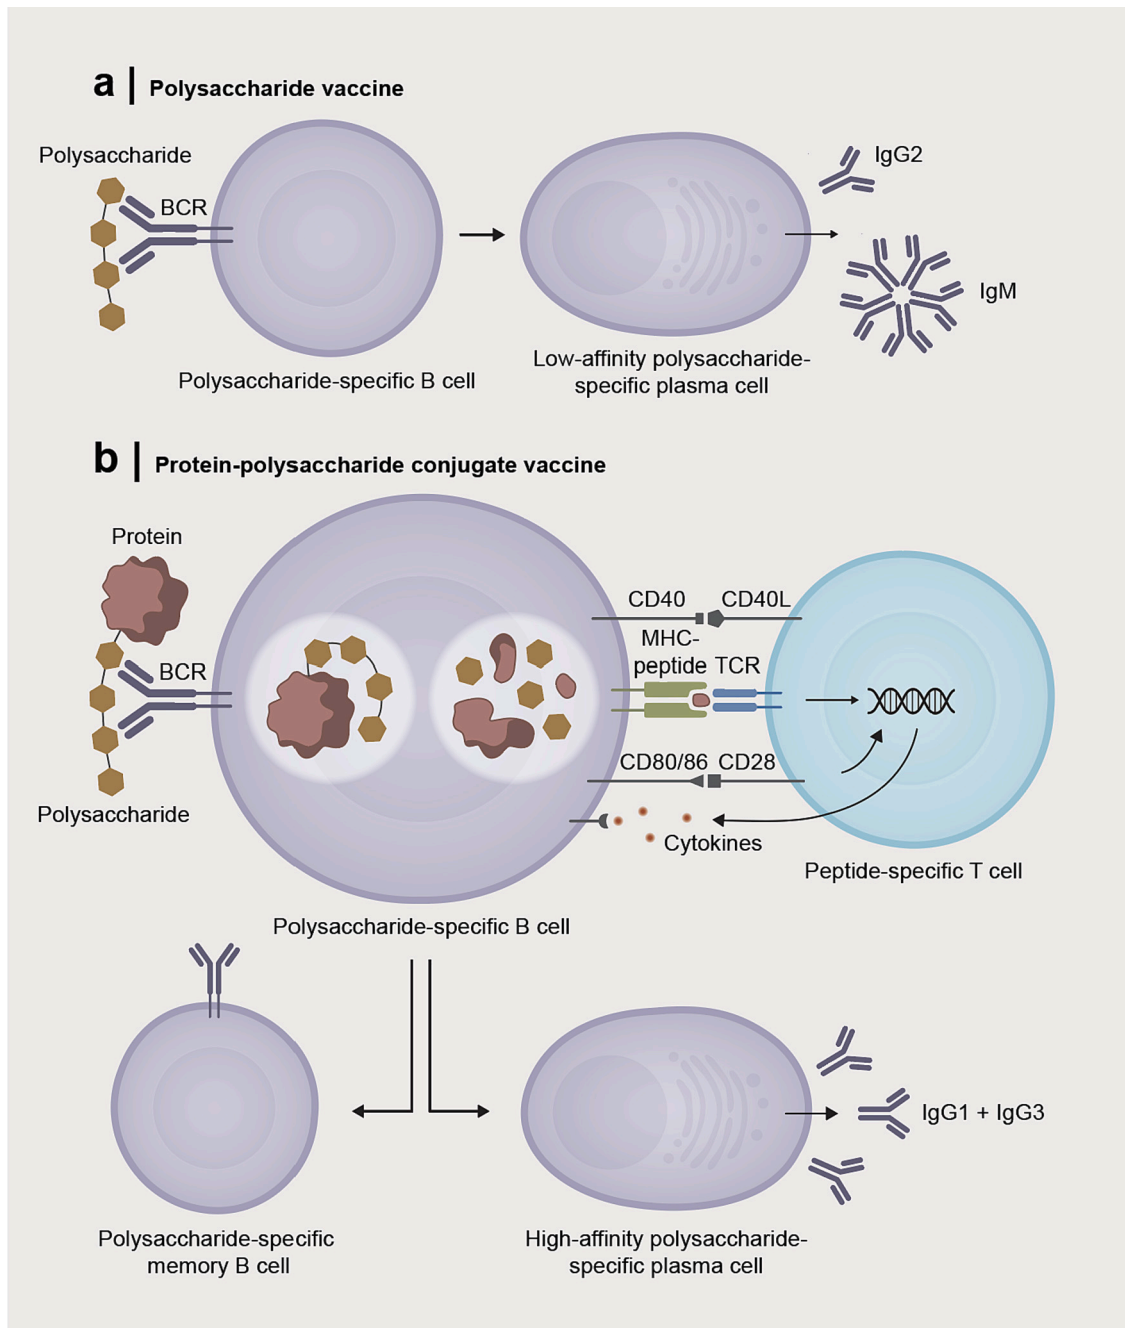 a | Polysaccharide vaccine
Polysaccharide
BCR
IgG2
IgM
Polysaccharide-specific B cell
Low-affinity polysaccharide-
specific plasma cell
b | Protein-polysaccharide conjugate vaccine
Protein
BCR
Polysaccharide
CD40
CD40L
MHC-
peptide
TCR
CD80/86
CD28
Cytokines
Peptide-specific T cell
Polysaccharide-specific B cell
IgG1 + IgG3
Polysaccharide-specific
memory B cell
High-affinity polysaccharide-
specific plasma cell